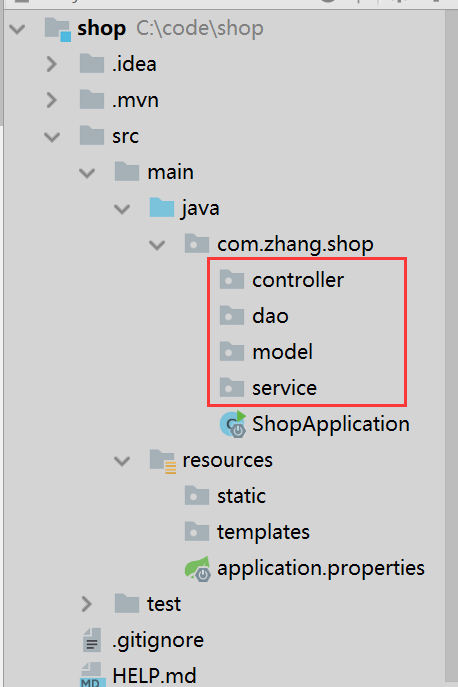 shop C:\code\shop
.idea
.mvn
src
main
java
com.zhang.shop
controller
dao
model
service
C ShopApplication
resources
static
templates
application.properties
test
.gitignore
MD HELP.md